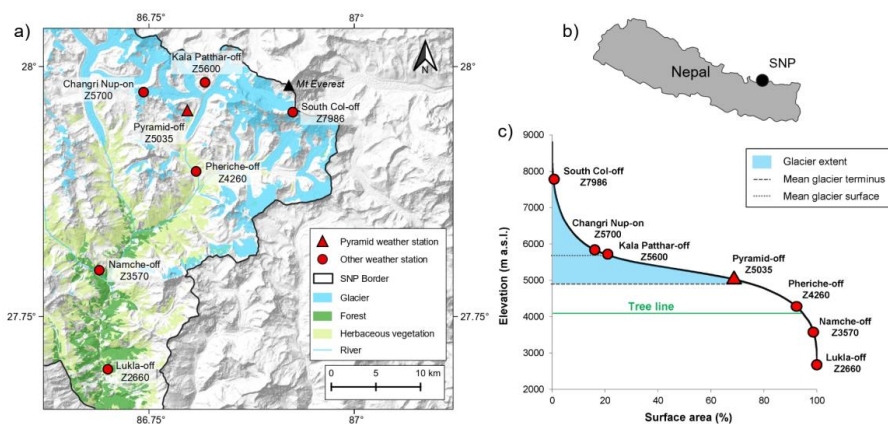 a)
86.75°
87°
28°
28°
27.75°
27.75°
86.75°
87°
N
Kala Patthar-off
Z5600
Mt Everest
Changri Nup-on
Z5700
South Col-off
Z7986
Pyramid-off
Z5035
Pheriche-off
Z4260
Namche-off
Z3570
Lukla-off
Z2660
Pyramid weather station
Other weather station
SNP Border
Glacier
Forest
Herbaceous vegetation
River
0 5 10 km
b)
Nepal
SNP
c)
Elevation (m a.s.l.)
9000
8000
7000
6000
5000
4000
3000
2000
South Col-off
Z7986
Changri Nup-on
Z5700
Kala Patthar-off
Z5600
Pyramid-off
Z5035
Pheriche-off
Z4260
Namche-off
Z3570
Lukla-off
Z2660
Tree line
Glacier extent
Mean glacier terminus
Mean glacier surface
0 20 40 60 80 100
Surface area (%)